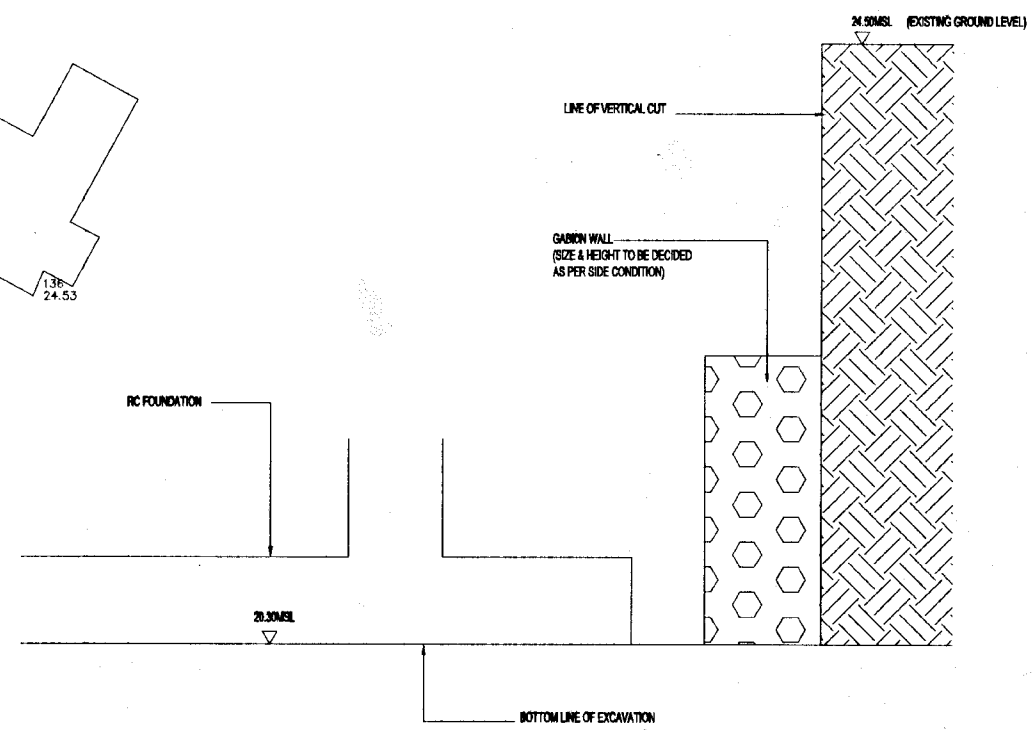 24.50MSL (EXISTING GROUND LEVEL)
LINE OF VERTICAL CUT
GABION WALL
(SIZE & HEIGHT TO BE DECIDED
AS PER SIDE CONDITION)
136
24.53
RC FOUNDATION
20.30MSL
BOTTOM LINE OF EXCAVATION